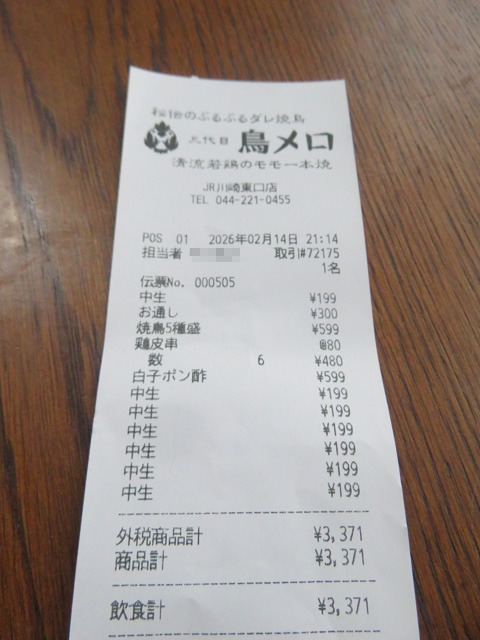 秘伝のぷるぷるダレ焼鳥
三代目 鳥メロ
清流若鶏のモモ一本焼
JR川崎東口店
TEL 044-221-0455
POS 01 2026年02月14日 21:14
担当者 取引#72175
1名
伝票No. 000505
中生 ¥199
お通し ¥300
焼鳥5種盛 ¥599
鶏皮串 @80
数 6 ¥480
白子ポン酢 ¥599
中生 ¥199
中生 ¥199
中生 ¥199
中生 ¥199
中生 ¥199
中生 ¥199
外税商品計 ¥3,371
商品計 ¥3,371
飲食計 ¥3,371